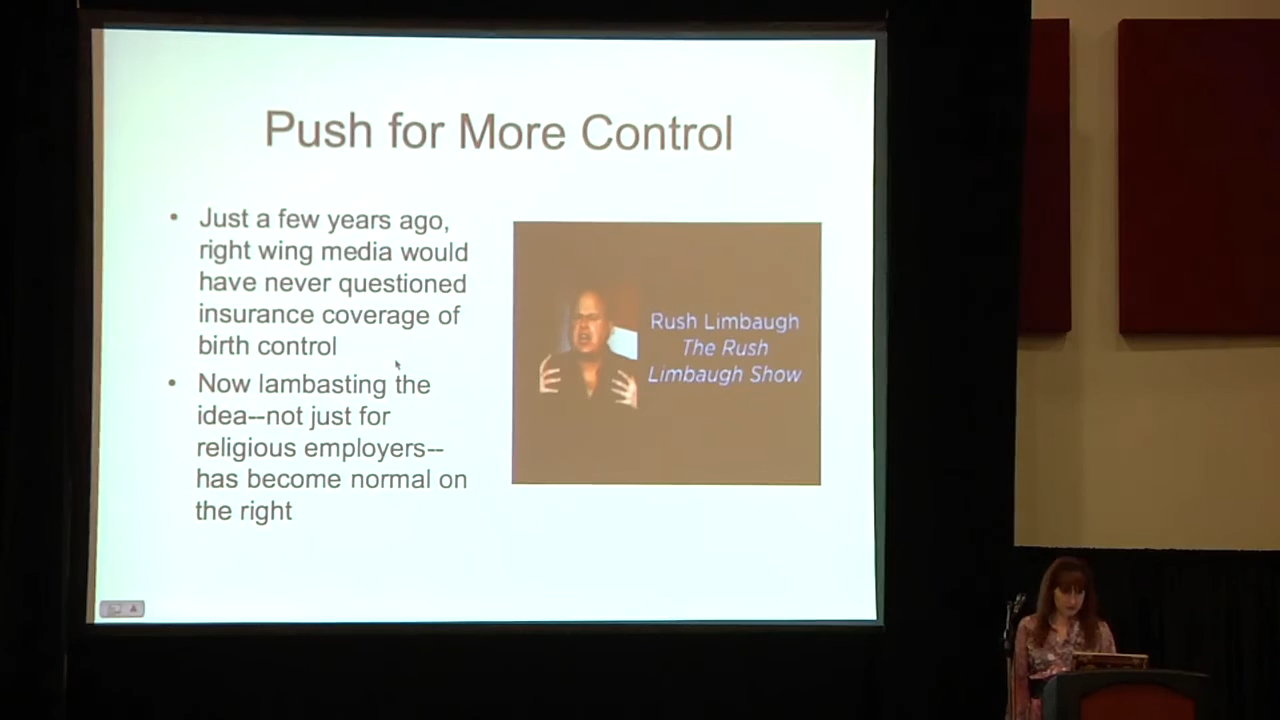 Push for More Control
• Just a few years ago,
right wing media would
have never questioned
insurance coverage of
birth control
• Now lambasting the
idea--not just for
religious employers--
has become normal on
the right
Rush Limbaugh
The Rush
Limbaugh Show